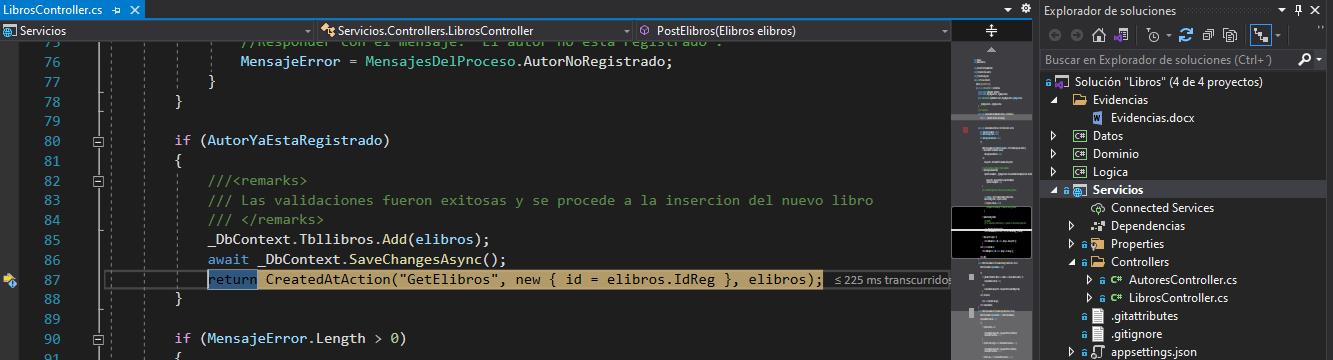 LibrosController.cs
Servicios
Servicios.Controllers.LibrosController
PostElibros(Elibros elibros)
75 //Responder con el mensaje: "El autor no está registrado".
76 MensajeError = MensajesDelProceso.AutorNoRegistrado;
77 }
78 }
79
80 if (AutorYaEstaRegistrado)
81 {
82 ///<remarks>
83 /// Las validaciones fueron exitosas y se procede a la insercion del nuevo libro
84 /// </remarks>
85 _DbContext.Tbllibros.Add(elibros);
86 await _DbContext.SaveChangesAsync();
87 return CreatedAtAction("GetElibros", new { id = elibros.IdReg }, elibros); ≤ 225 ms transcurridos
88 }
89
90 if (MensajeError.Length > 0)
91 {
Explorador de soluciones
Buscar en Explorador de soluciones (Ctrl+´)
Solución "Libros" (4 de 4 proyectos)
Evidencias
Evidencias.docx
C# Datos
C# Dominio
C# Logica
Servicios
Connected Services
Dependencias
Properties
Controllers
C# AutoresController.cs
C# LibrosController.cs
.gitattributes
.gitignore
appsettings.json